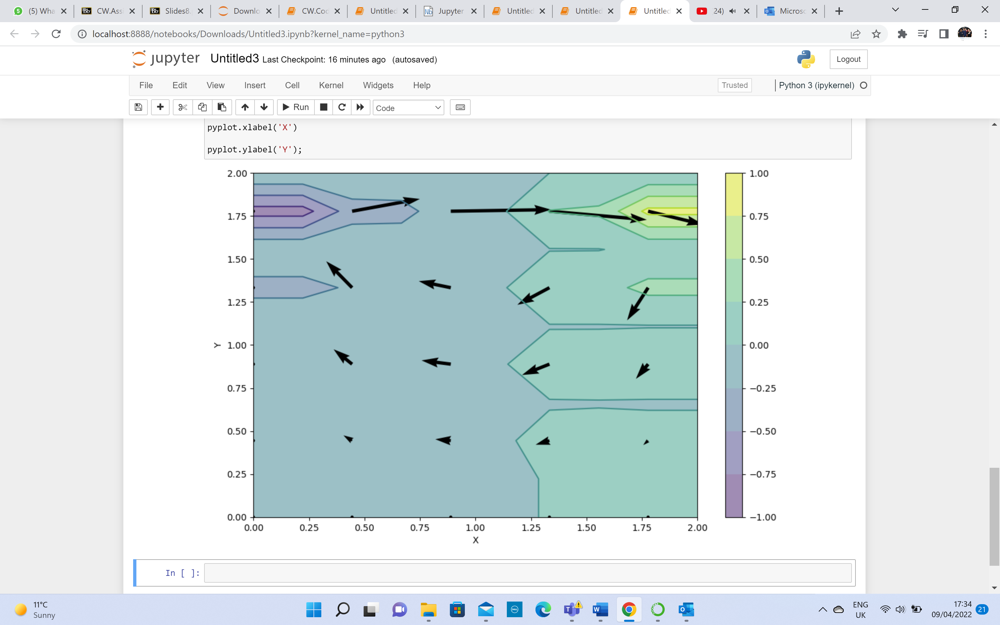 5 (5) Wha Bb CW.Ass Bb Slides8. Downlo CW.Coc Untitled Nb Jupyter Untitled Untitled Untitled 24) Microsc
localhost:8888/notebooks/Downloads/Untitled3.ipynb?kernel_name=python3
jupyter Untitled3 Last Checkpoint: 16 minutes ago (autosaved) Logout
File Edit View Insert Cell Kernel Widgets Help Trusted Python 3 (ipykernel)
Run Code
pyplot.xlabel('X')
pyplot.ylabel('Y');
2.00 1.00
1.75 0.75
1.50 0.50
1.25 0.25
Y 1.00 0.00
0.75 −0.25
0.50 −0.50
0.25 −0.75
0.00 −1.00
0.00 0.25 0.50 0.75 1.00 1.25 1.50 1.75 2.00
X
In [ ]:
11°C
Sunny
DELL T W O
ENG
UK
17:34
09/04/2022
21